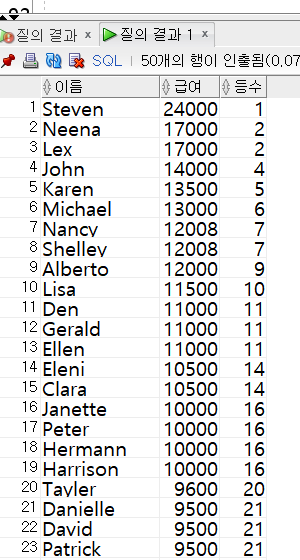 질의 결과 × 질의 결과 1 ×
SQL | 50개의 행이 인출됨(0,07
이름 급여 등수
1 Steven 24000 1
2 Neena 17000 2
3 Lex 17000 2
4 John 14000 4
5 Karen 13500 5
6 Michael 13000 6
7 Nancy 12008 7
8 Shelley 12008 7
9 Alberto 12000 9
10 Lisa 11500 10
11 Den 11000 11
12 Gerald 11000 11
13 Ellen 11000 11
14 Eleni 10500 14
15 Clara 10500 14
16 Janette 10000 16
17 Peter 10000 16
18 Hermann 10000 16
19 Harrison 10000 16
20 Tayler 9600 20
21 Danielle 9500 21
22 David 9500 21
23 Patrick 9500 21